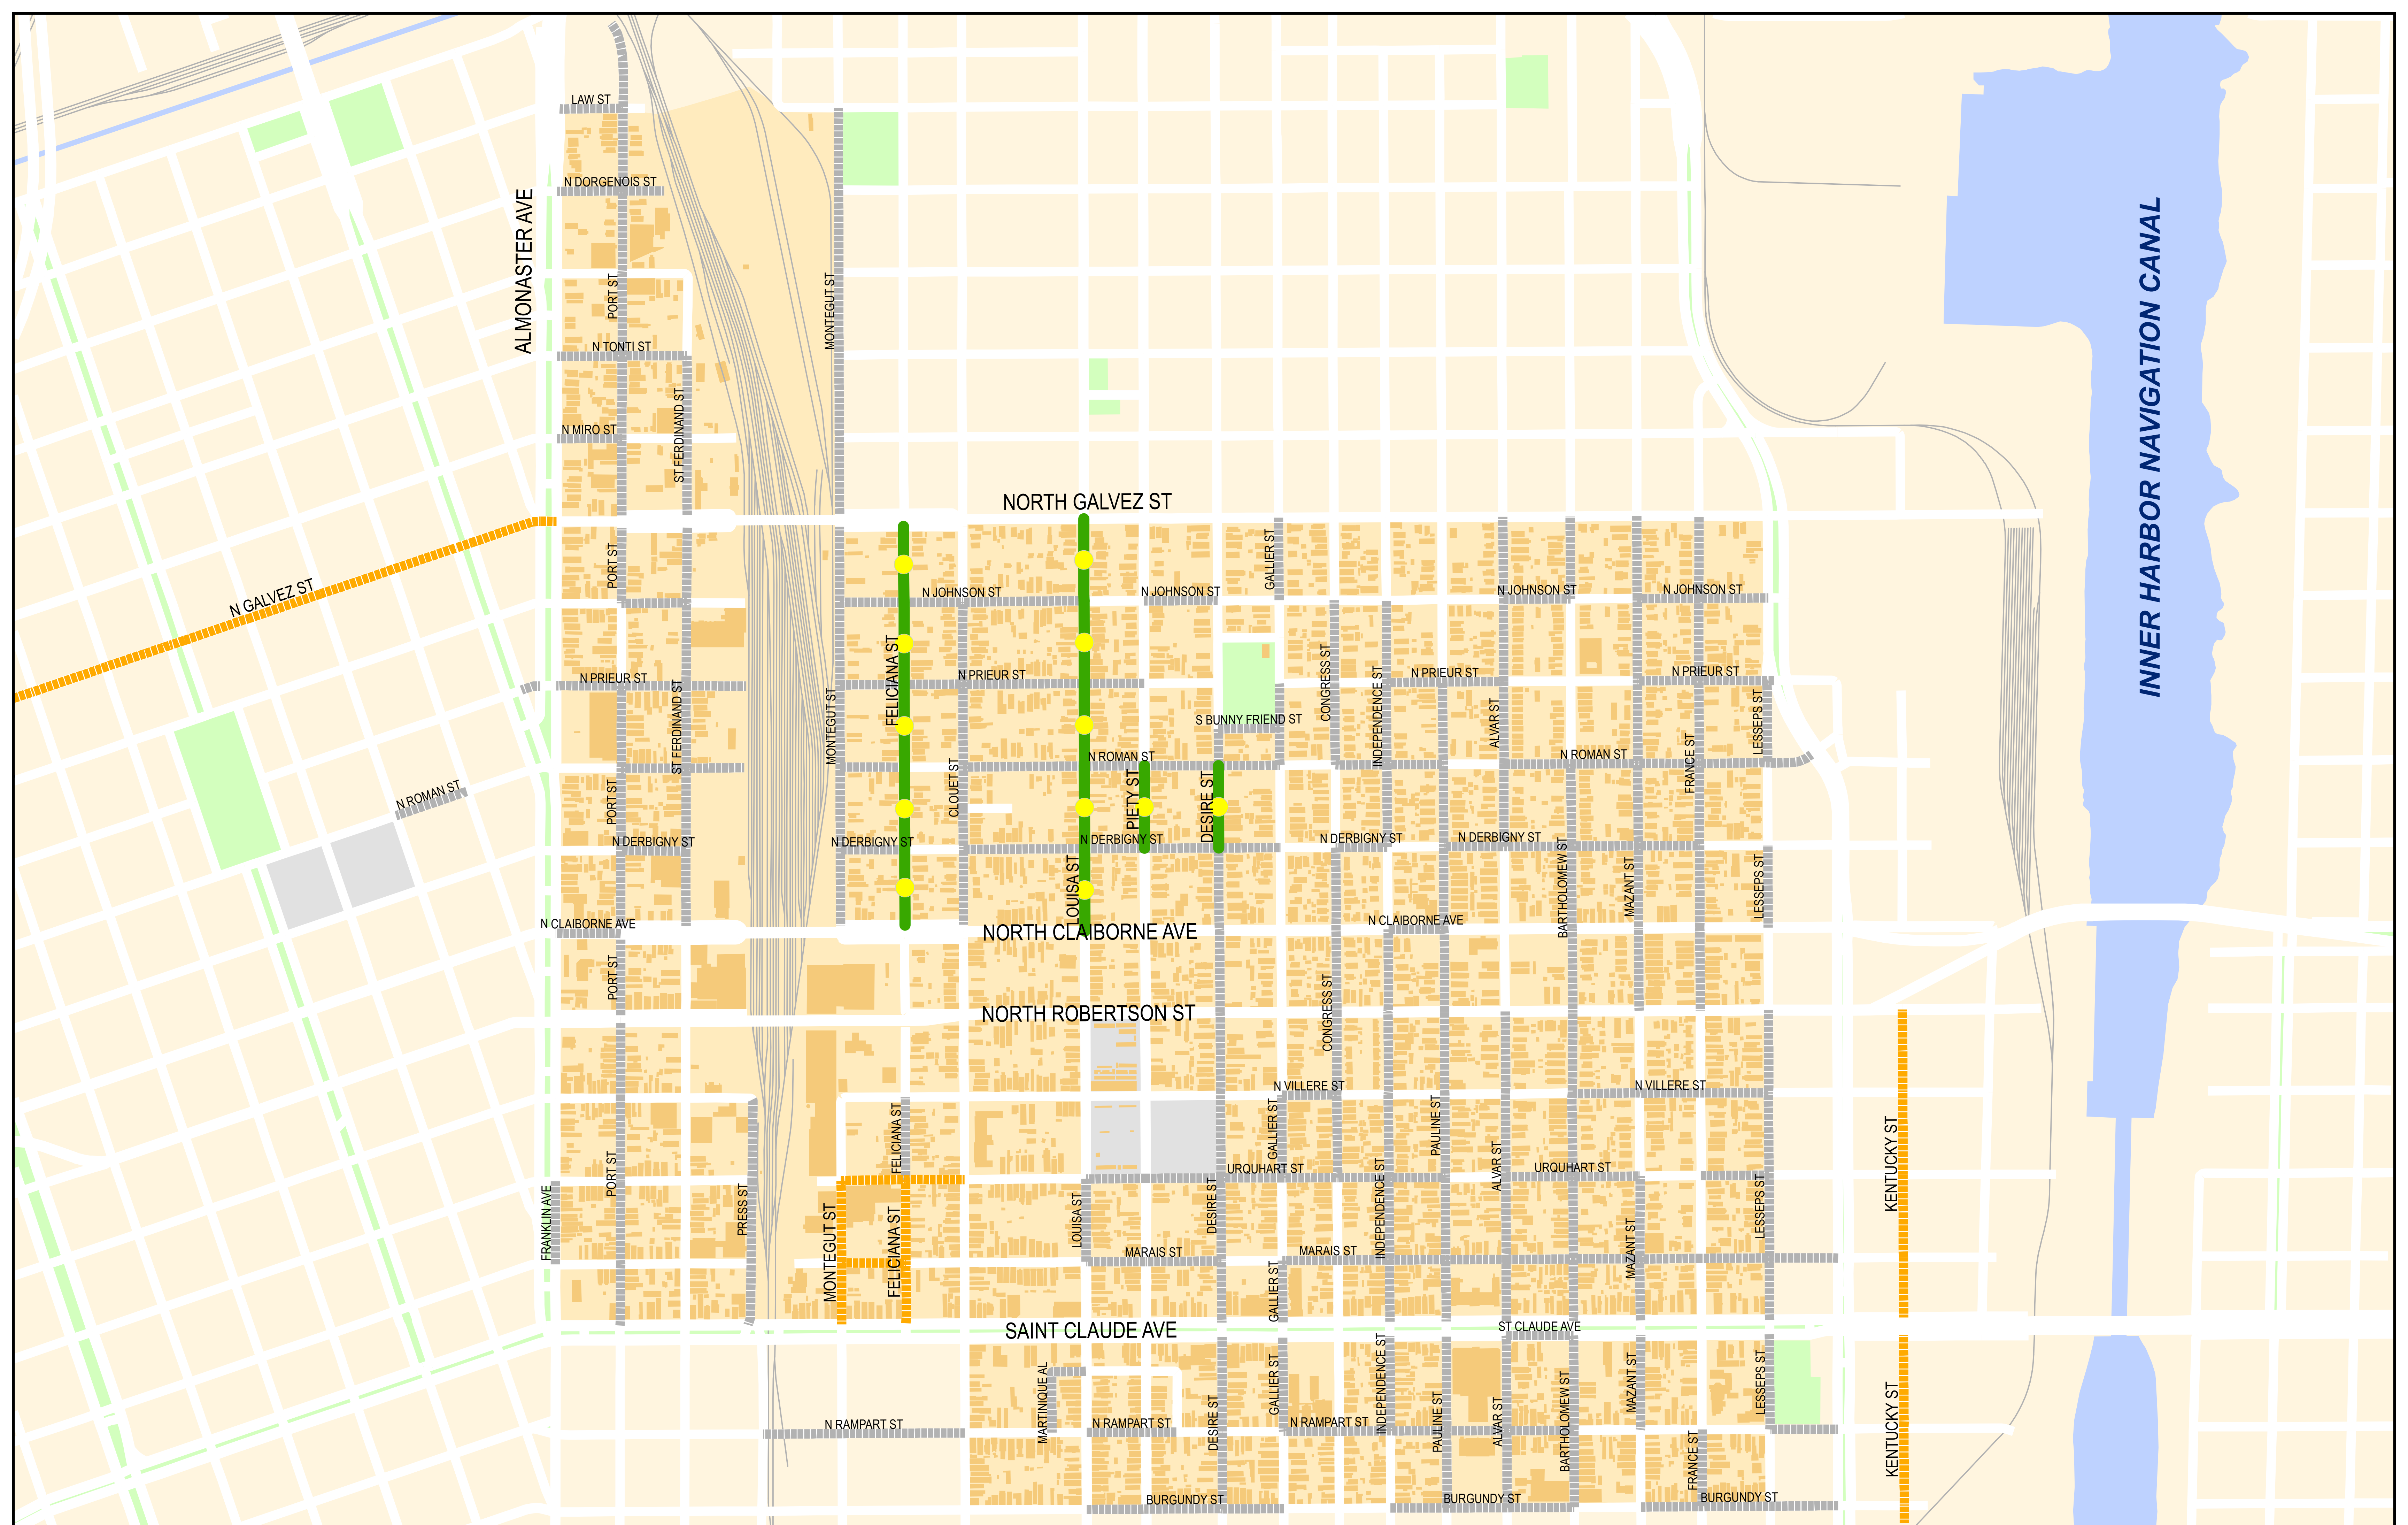 LAW ST
N DORGENOIS ST
ALMONASTER AVE
PORT ST
MONTEGUT ST
N TONTI ST
ST FERDINAND ST
N MIRO ST
INNER HARBOR NAVIGATION CANAL
NORTH GALVEZ ST
N GALVEZ ST
PORT ST
GALLIER ST
N JOHNSON ST
N JOHNSON ST
N JOHNSON ST
N JOHNSON ST
FELICIANA ST
N PRIEUR ST
N PRIEUR ST
N PRIEUR ST
N PRIEUR ST
ST FERDINAND ST
MONTEGUT ST
CONGRESS ST
INDEPENDENCE ST
ALVAR ST
LESSEPS ST
S BUNNY FRIEND ST
N ROMAN ST
N ROMAN ST
N ROMAN ST
FRANCE ST
PORT ST
CLOUET ST
PIETY ST
DESIRE ST
N DERBIGNY ST
N DERBIGNY ST
N DERBIGNY ST
N DERBIGNY ST
N DERBIGNY ST
LOUISA ST
BARTHOLOMEW ST
MAZANT ST
LESSEPS ST
N CLAIBORNE AVE
NORTH CLAIBORNE AVE
N CLAIBORNE AVE
PORT ST
CONGRESS ST
NORTH ROBERTSON ST
N VILLERE ST
N VILLERE ST
FELICIANA ST
GALLIER ST
PAULINE ST
KENTUCKY ST
PORT ST
ALVAR ST
URQUHART ST
URQUHART ST
FRANKLIN AVE
PRESS ST
MONTEGUT ST
FELICIANA ST
LOUISA ST
DESIRE ST
INDEPENDENCE ST
MAZANT ST
LESSEPS ST
MARAIS ST
MARAIS ST
GALLIER ST
SAINT CLAUDE AVE
ST CLAUDE AVE
MARTINIQUE AL
GALLIER ST
INDEPENDENCE ST
MAZANT ST
LESSEPS ST
N RAMPART ST
N RAMPART ST
N RAMPART ST
DESIRE ST
PAULINE ST
ALVAR ST
BARTHOLOMEW ST
FRANCE ST
KENTUCKY ST
BURGUNDY ST
BURGUNDY ST
BURGUNDY ST